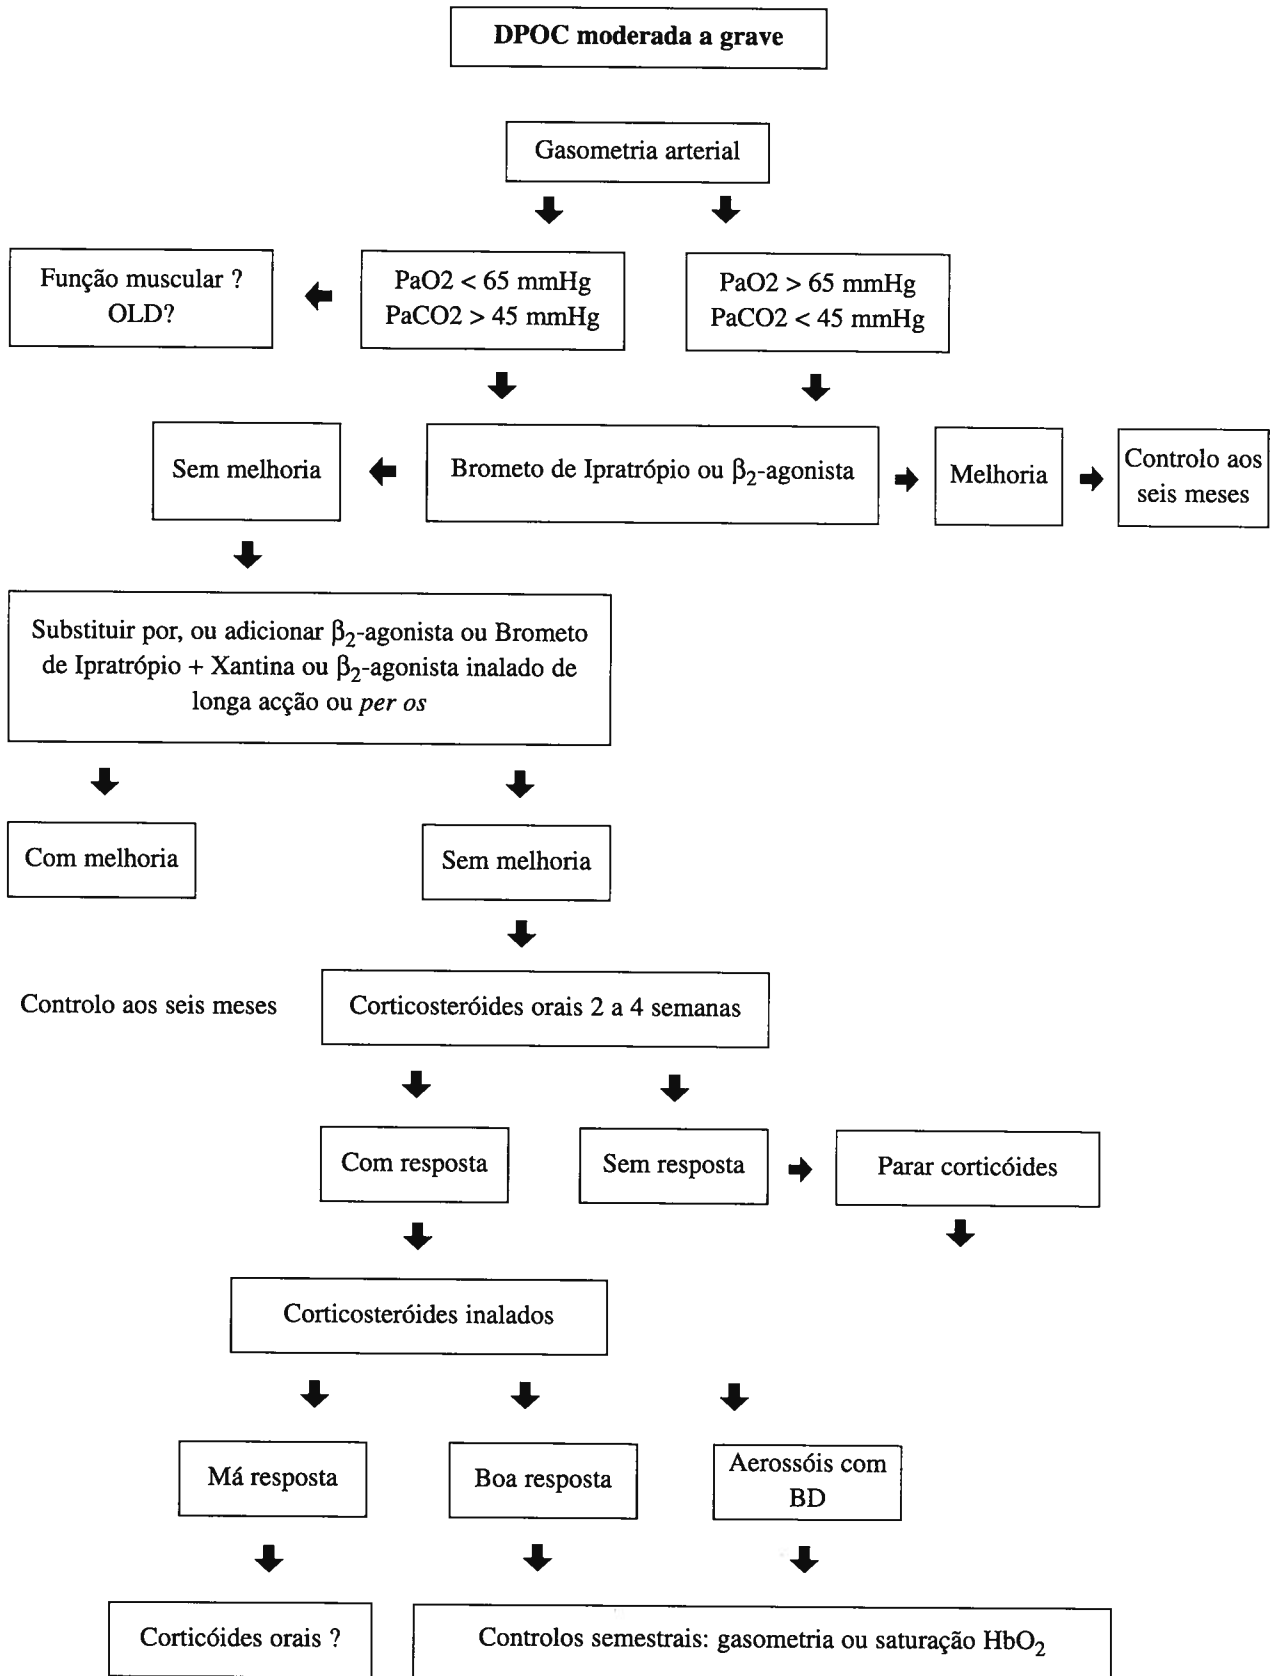 DPOC moderada a grave
Gasometria arterial
Função muscular ?
OLD?
PaO2 < 65 mmHg
PaCO2 > 45 mmHg
PaO2 > 65 mmHg
PaCO2 < 45 mmHg
Sem melhoria
Brometo de Ipratrópio ou β₂-agonista
Melhoria
Controlo aos
seis meses
Substituir por, ou adicionar β₂-agonista ou Brometo
de Ipratrópio + Xantina ou β₂-agonista inalado de
longa acção ou per os
Com melhoria
Sem melhoria
Controlo aos seis meses
Corticosteróides orais 2 a 4 semanas
Com resposta
Sem resposta
Parar corticóides
Corticosteróides inalados
Má resposta
Boa resposta
Aerossóis com
BD
Corticóides orais ?
Controlos semestrais: gasometria ou saturação HbO₂